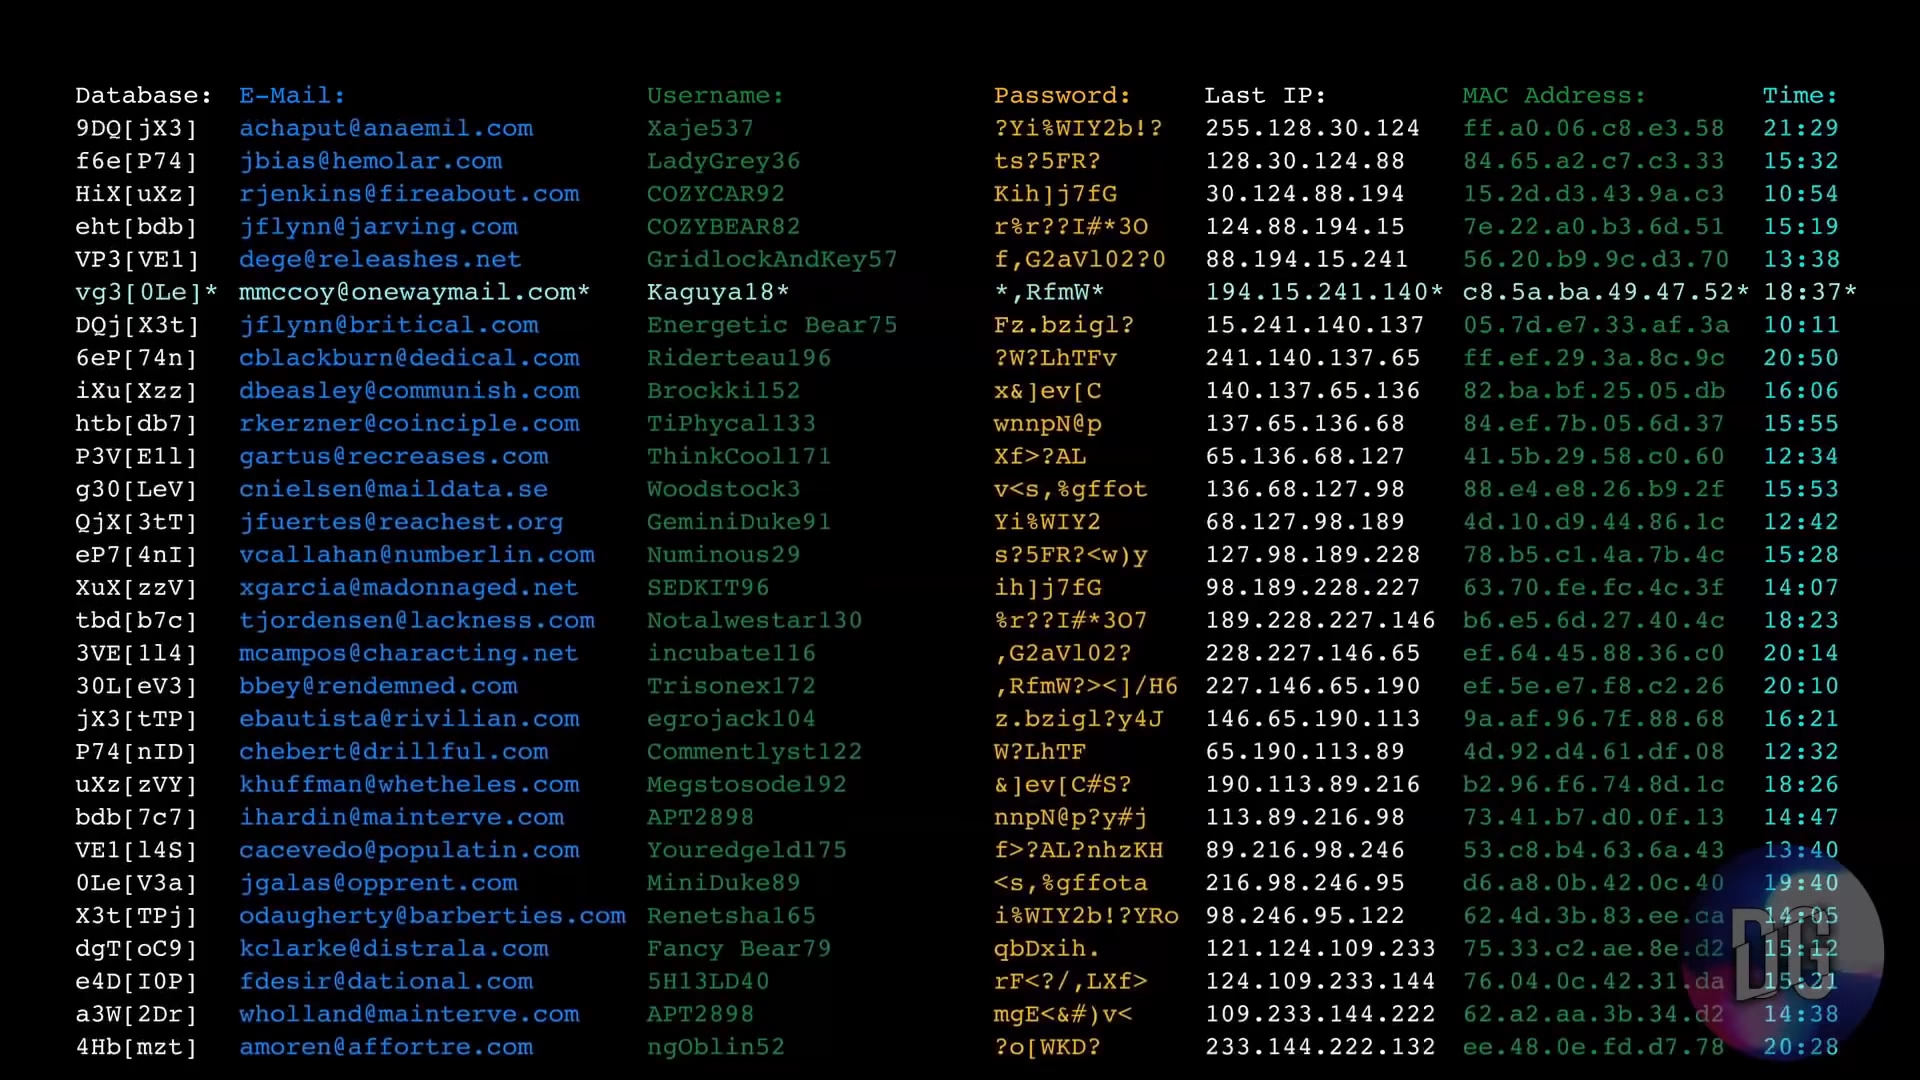 Database: E-Mail: Username: Password: Last IP: MAC Address: Time:
9DQ[jX3] achaput@anaemil.com Xaje537 ?Yi%WIY2b!? 255.128.30.124 ff.a0.06.c8.e3.58 21:29
f6e[P74] jbias@hemolar.com LadyGrey36 ts?5FR? 128.30.124.88 84.65.a2.c7.c3.33 15:32
HiX[uXz] rjenkins@fireabout.com COZYCAR92 Kih]j7fG 30.124.88.194 15.2d.d3.43.9a.c3 10:54
eht[bdb] jflynn@jarving.com COZYBEAR82 r%r??I#*3O 124.88.194.15 7e.22.a0.b3.6d.51 15:19
VP3[VE1] dege@releashes.net GridlockAndKey57 f,G2aVl02?0 88.194.15.241 56.20.b9.9c.d3.70 13:38
vg3[0Le]* mmccoy@onewaymail.com* Kaguya18* *,RfmW* 194.15.241.140* c8.5a.ba.49.47.52* 18:37*
DQj[X3t] jflynn@britical.com Energetic Bear75 Fz.bzigl? 15.241.140.137 05.7d.e7.33.af.3a 10:11
6eP[74n] cblackburn@dedical.com Riderteau196 ?W?LhTFv 241.140.137.65 ff.ef.29.3a.8c.9c 20:50
iXu[Xzz] dbeasley@communish.com Brockkil52 x&]ev[C 140.137.65.136 82.ba.bf.25.05.db 16:06
htb[db7] rkerzner@coinciple.com TiPhycal133 wnnpN@p 137.65.136.68 84.ef.7b.05.6d.37 15:55
P3V[E1l] gartus@recreases.com ThinkCool171 Xf>?AL 65.136.68.127 41.5b.29.58.c0.60 12:34
g30[LeV] cnielsen@maildata.se Woodstock3 v<s,%gffot 136.68.127.98 88.e4.e8.26.b9.2f 15:53
QjX[3tT] jfuertes@reachest.org GeminiDuke91 Yi%WIY2 68.127.98.189 4d.10.d9.44.86.1c 12:42
eP7[4nI] vcallahan@numberlin.com Numinous29 s?5FR?<w)y 127.98.189.228 78.b5.c1.4a.7b.4c 15:28
XuX[zzV] xgarcia@madonnaged.net SEDKIT96 ih]j7fG 98.189.228.227 63.70.fe.fc.4c.3f 14:07
tbd[b7c] tjordensen@lackness.com Notalwestar130 %r??I#*3O7 189.228.227.146 b6.e5.6d.27.40.4c 18:23
3VE[1l4] mcampos@characting.net incubate116 ,G2aVl02? 228.227.146.65 ef.64.45.88.36.c0 20:14
30L[eV3] bbey@rendemned.com Trisonex172 ,RfmW?><]/H6 227.146.65.190 ef.5e.e7.f8.c2.26 20:10
jX3[tTP] ebautista@rivilian.com egrojack104 z.bzigl?y4J 146.65.190.113 9a.af.96.7f.88.68 16:21
P74[nID] chebert@drillful.com Commentlyst122 W?LhTF 65.190.113.89 4d.92.d4.61.df.08 12:32
uXz[zVY] khuffman@whetheles.com Megstosode192 &]ev[C#S? 190.113.89.216 b2.96.f6.74.8d.1c 18:26
bdb[7c7] ihardin@mainterve.com APT2898 nnpN@p?y#j 113.89.216.98 73.41.b7.d0.0f.13 14:47
VE1[l4S] cacevedo@populatin.com Youredgeld175 f>?AL?nhzKH 89.216.98.246 53.c8.b4.63.6a.43 13:40
0Le[V3a] jgalas@opprent.com MiniDuke89 <s,%gffota 216.98.246.95 d6.a8.0b.42.0c.40 19:40
X3t[TPj] odaugherty@barberties.com Renetsha165 i%WIY2b!?YRo 98.246.95.122 62.4d.3b.83.ee.ca 14:05
dgT[oC9] kclarke@distrala.com Fancy Bear79 qbDxih. 121.124.109.233 75.33.c2.ae.8e.d2 15:12
e4D[I0P] fdesir@dational.com 5H13LD40 rF<?/,LXf> 124.109.233.144 76.04.0c.42.31.da 15:21
a3W[2Dr] wholland@mainterve.com APT2898 mgE<&#)v< 109.233.144.222 62.a2.aa.3b.34.d2 14:38
4Hb[mzt] amoren@affortre.com ngOblin52 ?o[WKD? 233.144.222.132 ee.48.0e.fd.d7.78 20:28
DG